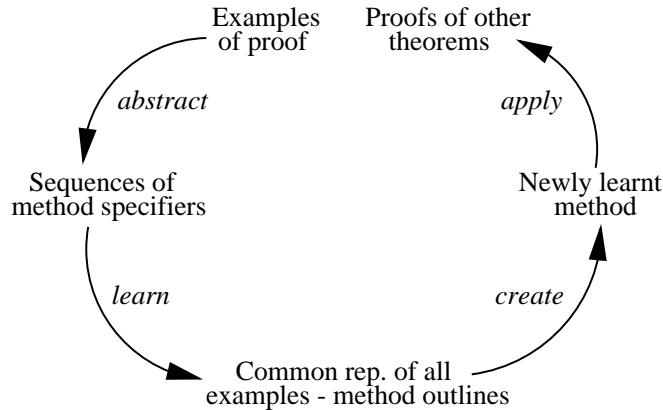 Examples
of proof
Proofs of other
theorems
abstract
apply
Sequences of
method specifiers
Newly learnt
method
learn
create
Common rep. of all
examples - method outlines